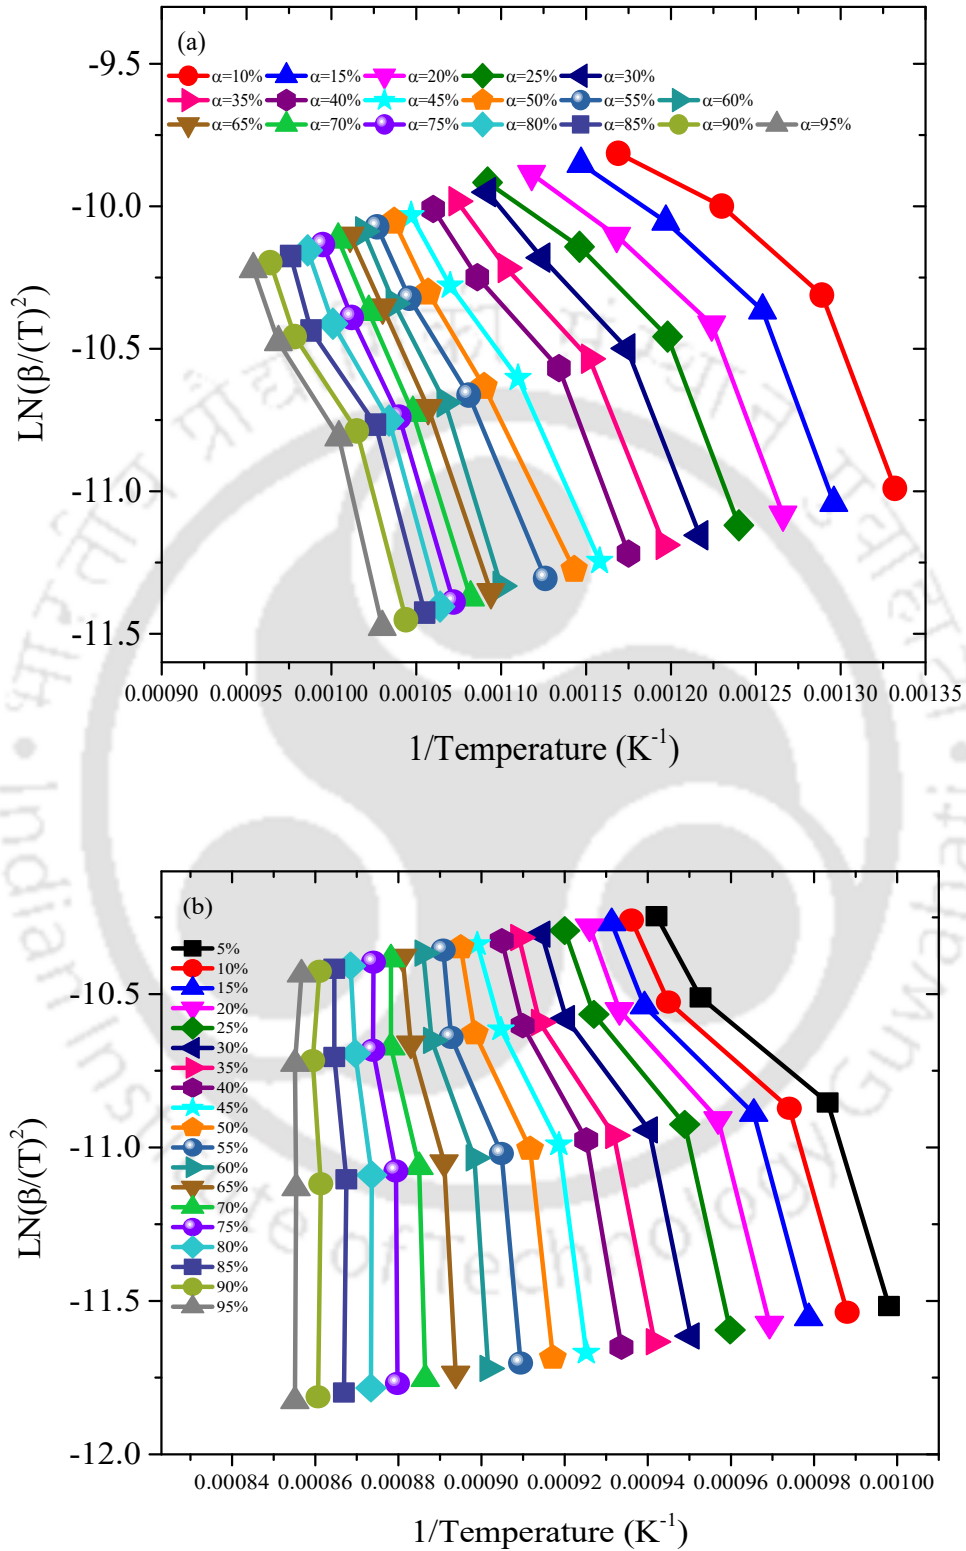 (a)
-9.5
-10.0
-10.5
-11.0
-11.5
LN(β/(T)²)
α=10% α=15% α=20% α=25% α=30%
α=35% α=40% α=45% α=50% α=55% α=60%
α=65% α=70% α=75% α=80% α=85% α=90% α=95%
0.00090 0.00095 0.00100 0.00105 0.00110 0.00115 0.00120 0.00125 0.00130 0.00135
1/Temperature (K⁻¹)
(b)
-10.5
-11.0
-11.5
-12.0
LN(β/(T)²)
5%
10%
15%
20%
25%
30%
35%
40%
45%
50%
55%
60%
65%
70%
75%
80%
85%
90%
95%
0.00084 0.00086 0.00088 0.00090 0.00092 0.00094 0.00096 0.00098 0.00100
1/Temperature (K⁻¹)
Indian Institute of Technology Guwahati